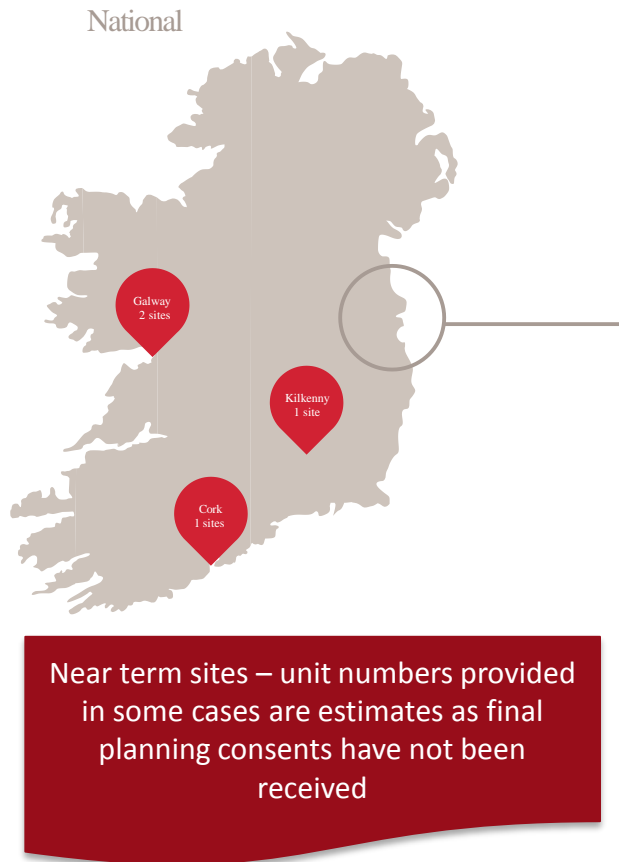 National
Galway
2 sites
Kilkenny
1 site
Cork
1 sites
Near term sites – unit numbers provided
in some cases are estimates as final
planning consents have not been
received